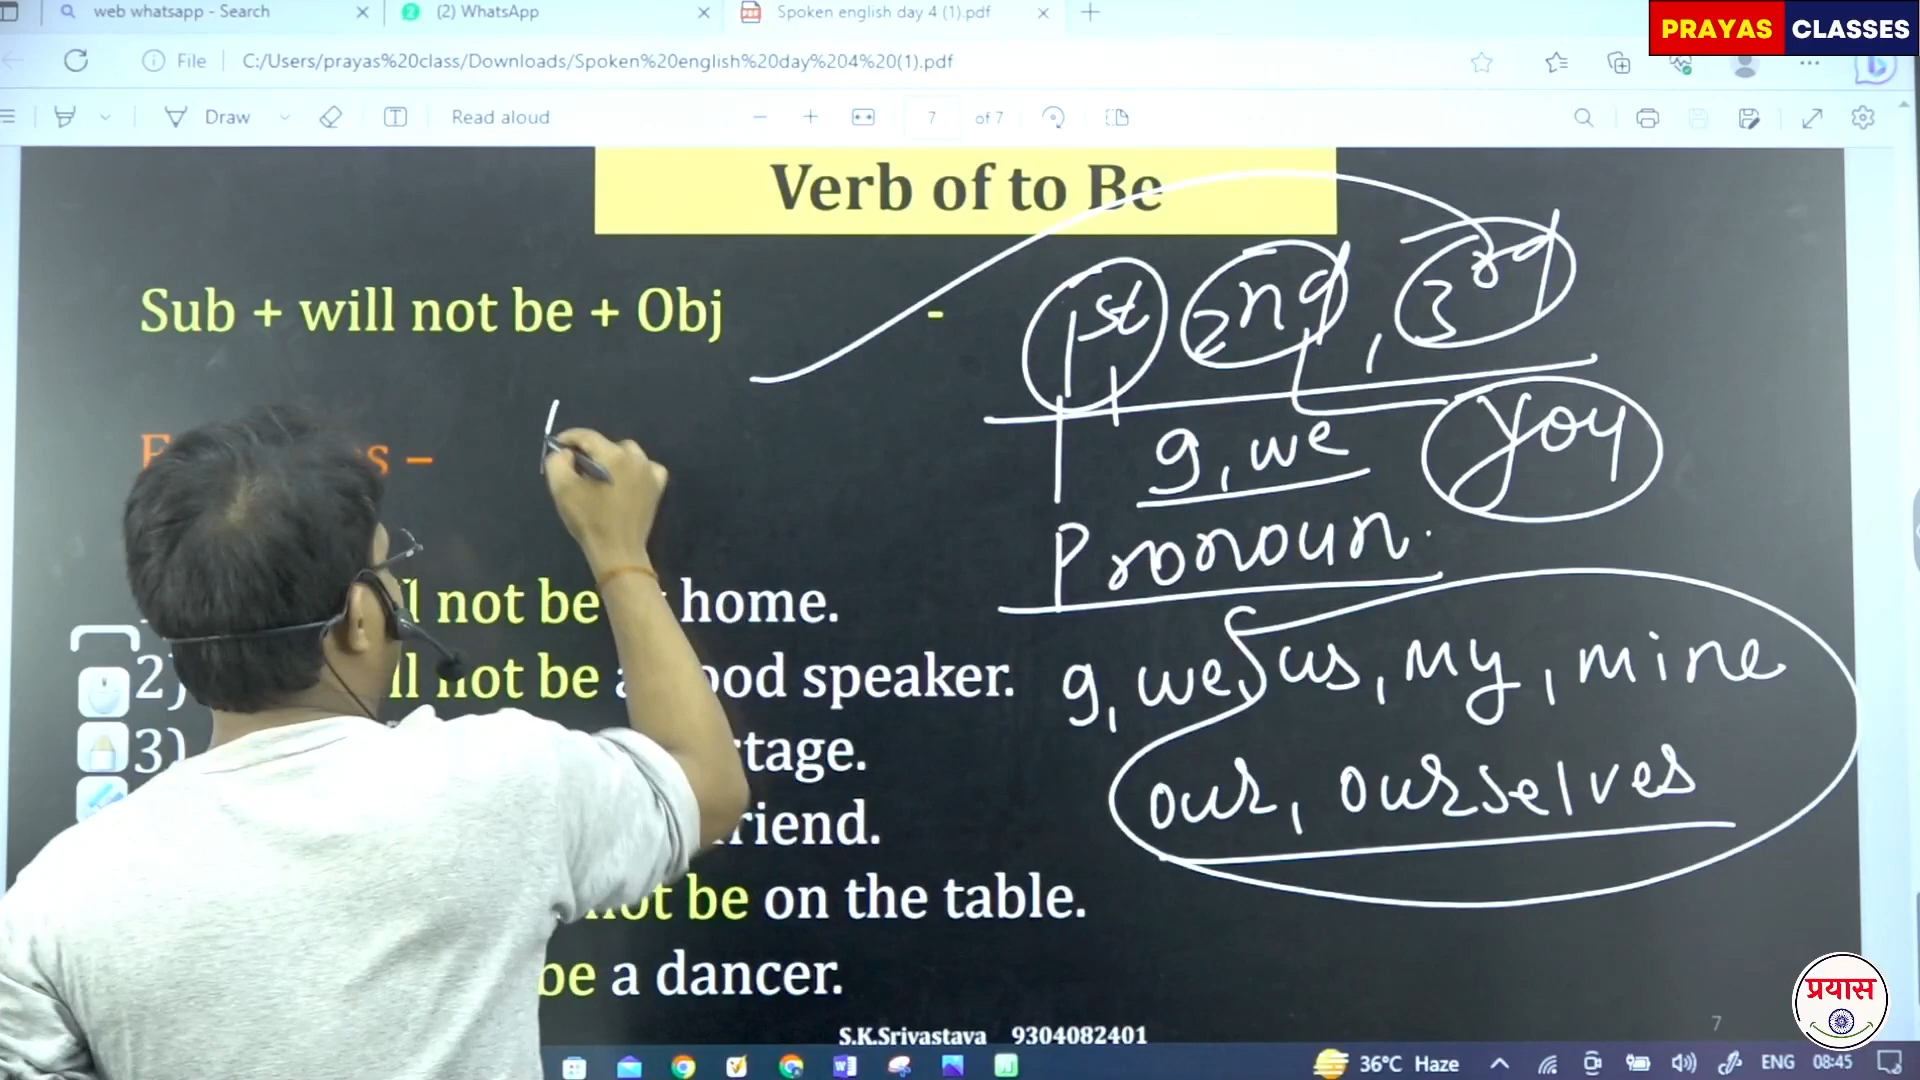 web whatsapp - Search
(2) WhatsApp
Spoken english day 4 (1).pdf
PRAYAS CLASSES
File
C:/Users/prayas%20class/Downloads/Spoken%20english%20day%204%20(1).pdf
Draw
Read aloud
7 of 7
Verb of to Be
Sub + will not be + Obj -
1st 2nd, 3rd
g, we you
Pronoun.
not be home.
2) not be speaker.
g, we, us, my, mine
3)
our, ourselves
not be on the table.
be a dancer.
7
प्रयास
S.K.Srivastava 9304082401
36°C Haze
ENG
08:45